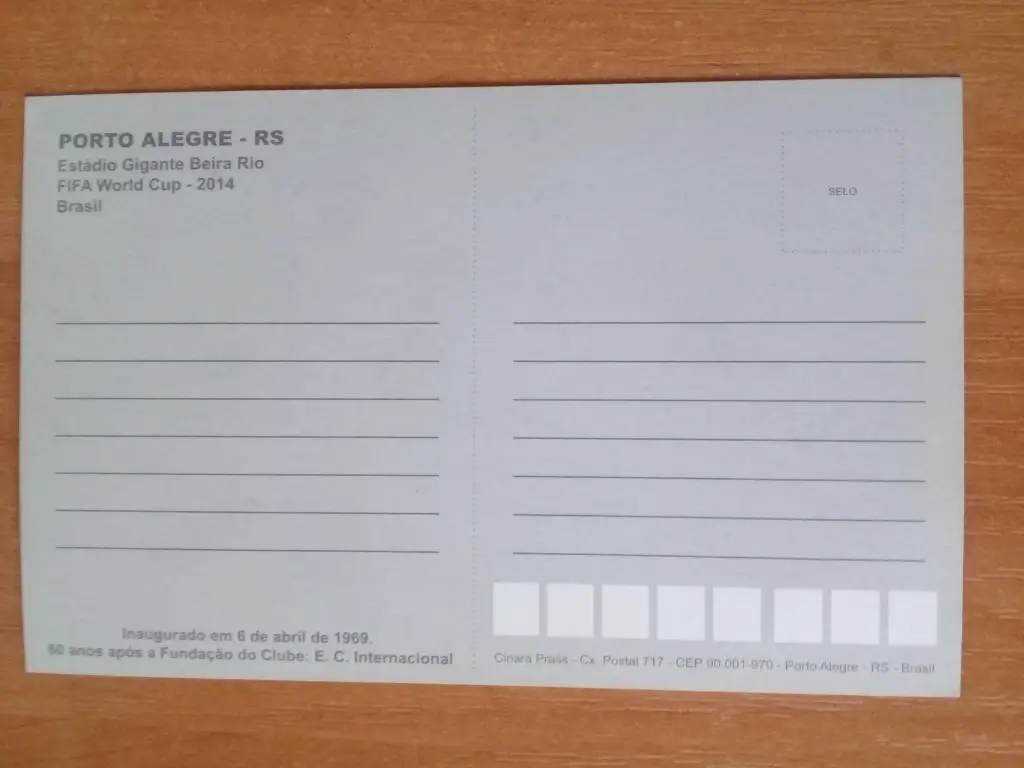 PORTO ALEGRE - RS
Estádio Gigante Beira Rio
FIFA World Cup - 2014
Brasil
SELO
Inaugurado em 6 de abril de 1969.
60 anos após a Fundação do Clube: E. C. Internacional
Cinara Prass - Cx. Postal 717 - CEP 90.001-970 - Porto Alegre - RS - Brasil